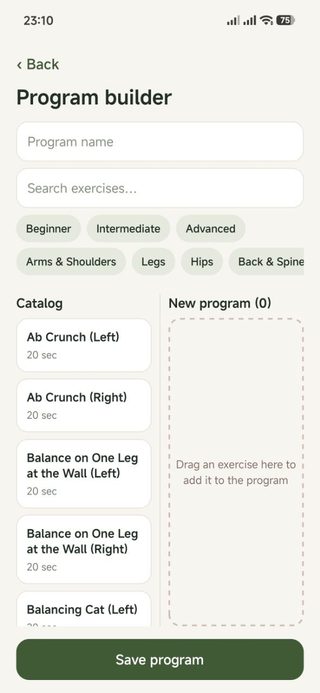 23:10
75
‹ Back
Program builder
Program name
Search exercises...
Beginner
Intermediate
Advanced
Arms & Shoulders
Legs
Hips
Back & Spine
Catalog
Ab Crunch (Left)
20 sec
Ab Crunch (Right)
20 sec
Balance on One Leg
at the Wall (Left)
20 sec
Balance on One Leg
at the Wall (Right)
20 sec
Balancing Cat (Left)
20 sec
New program (0)
Drag an exercise here to
add it to the program
Save program